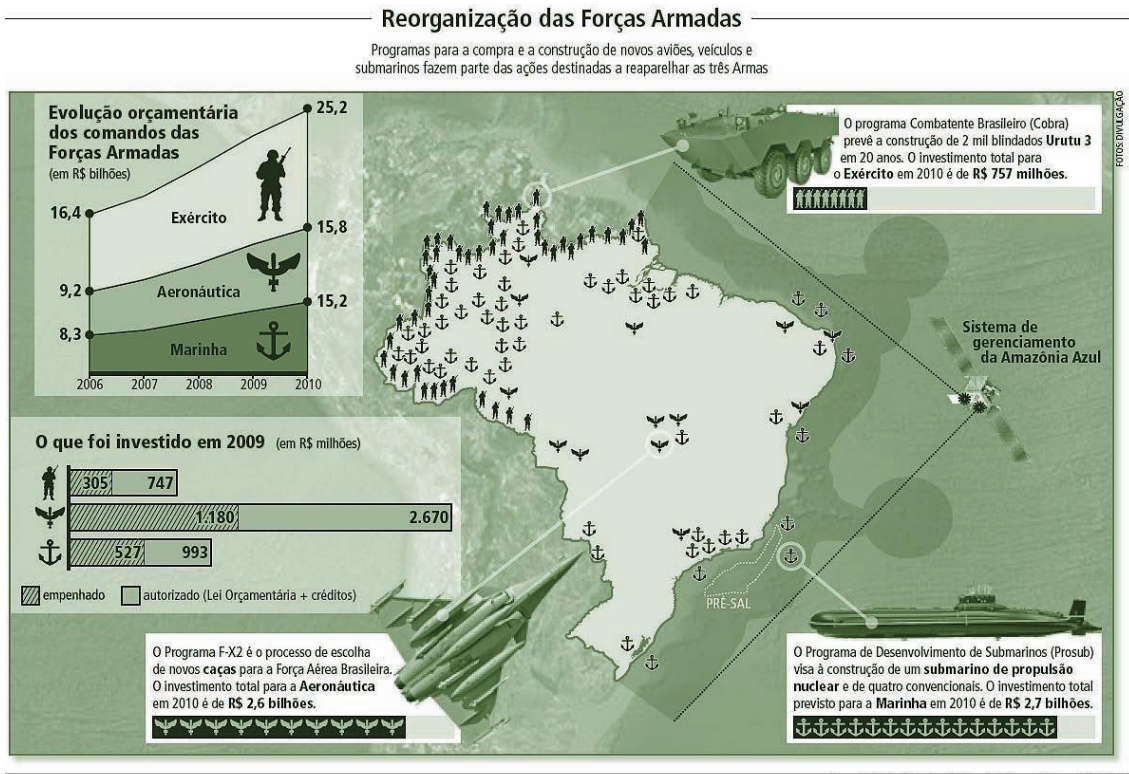 Reorganização das Forças Armadas
Programas para a compra e a construção de novos aviões, veículos e
submarinos fazem parte das ações destinadas a reaparelhar as três Armas
FOTOS: DIVULGAÇÃO
Evolução orçamentária
dos comandos das
Forças Armadas
(em R$ bilhões)
25,2
16,4
Exército
15,8
9,2
Aeronáutica
15,2
8,3
Marinha
2006 2007 2008 2009 2010
O programa Combatente Brasileiro (Cobra)
prevê a construção de 2 mil blindados Urutu 3
em 20 anos. O investimento total para
o Exército em 2010 é de R$ 757 milhões.
Sistema de
gerenciamento
da Amazônia Azul
O que foi investido em 2009 (em R$ milhões)
305 747
1.180 2.670
527 993
empenhado autorizado (Lei Orçamentária + créditos)
PRÉ-SAL
O Programa F-X2 é o processo de escolha
de novos caças para a Força Aérea Brasileira.
O investimento total para a Aeronáutica
em 2010 é de R$ 2,6 bilhões.
O Programa de Desenvolvimento de Submarinos (Prosub)
visa à construção de um submarino de propulsão
nuclear e de quatro convencionais. O investimento total
previsto para a Marinha em 2010 é de R$ 2,7 bilhões.